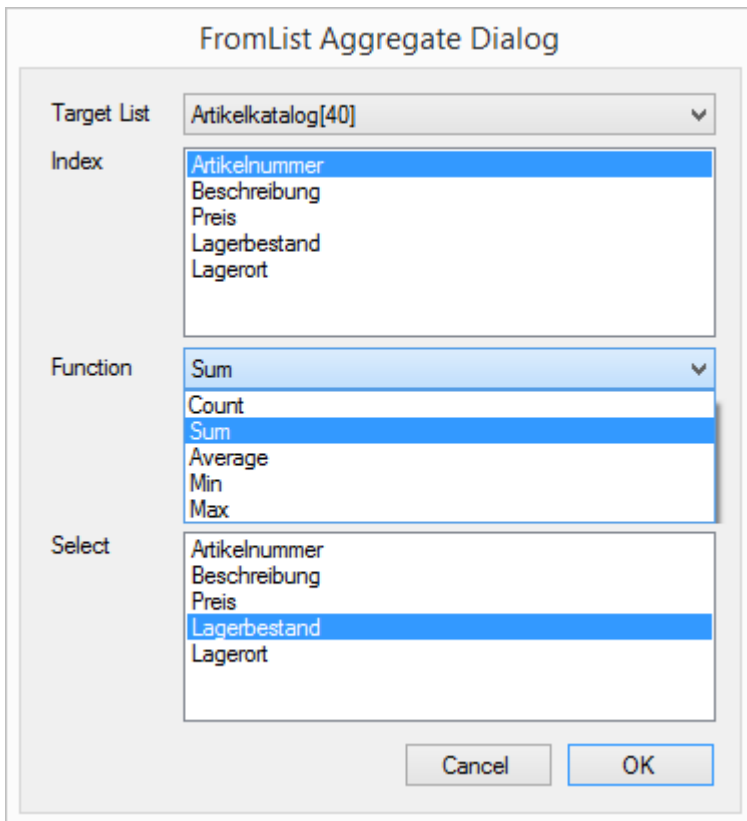 FromList Aggregate Dialog
Target List Artikelkatalog[40]
Index
Artikelnummer
Beschreibung
Preis
Lagerbestand
Lagerort
Function Sum
Count
Sum
Average
Min
Max
Select
Artikelnummer
Beschreibung
Preis
Lagerbestand
Lagerort
Cancel OK